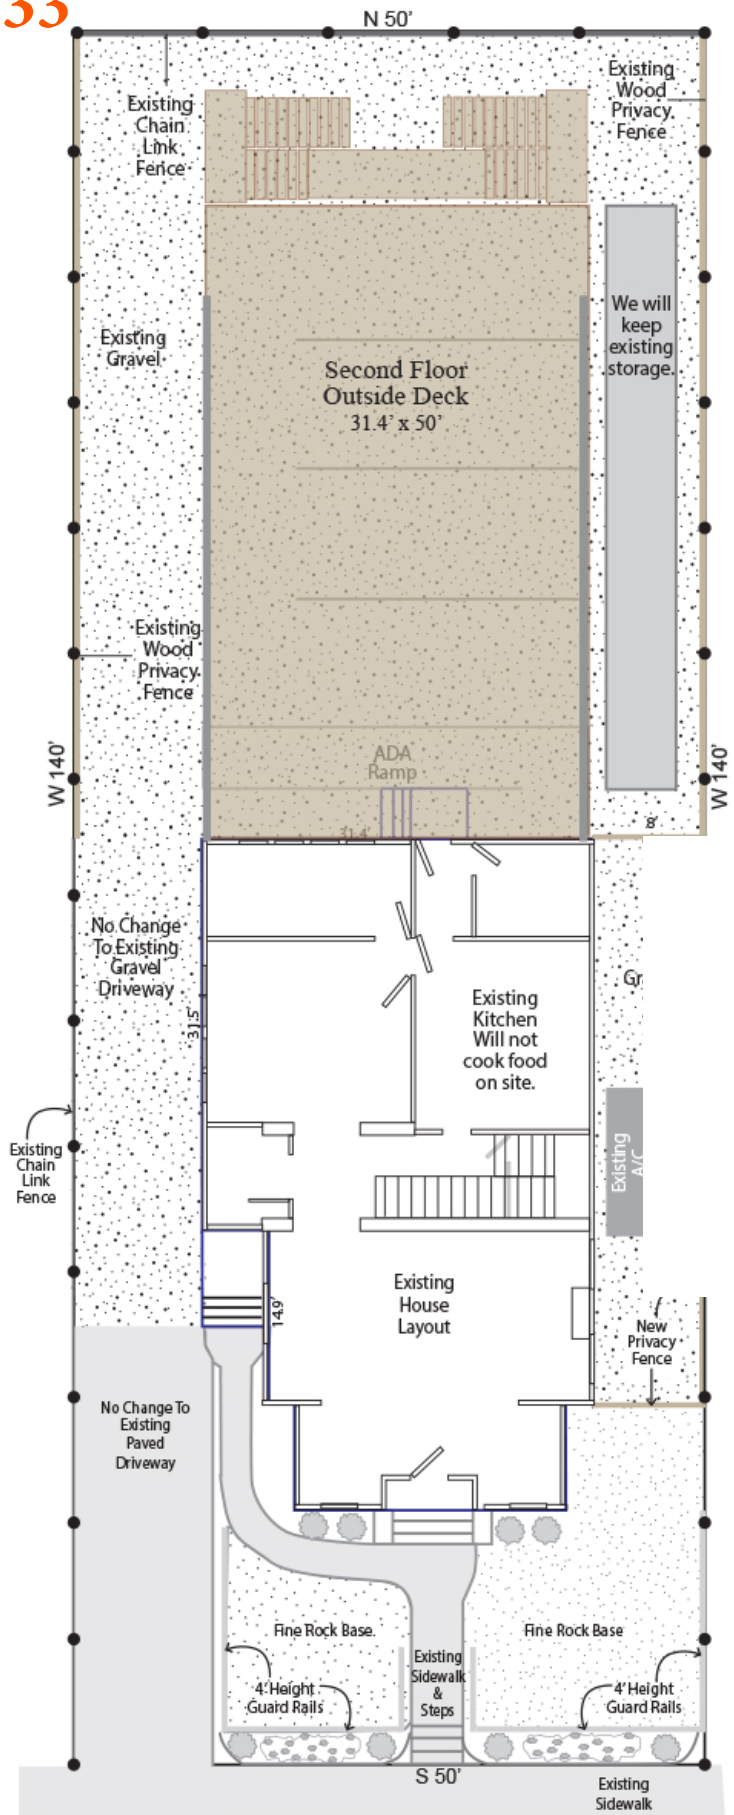 33
N 50'
Existing
Chain
Link
Fence
Existing
Wood
Privacy
Fence
We will
keep
existing
storage.
Existing
Gravel
Second Floor
Outside Deck
31.4' x 50'
Existing
Wood
Privacy
Fence
W 140'
W 140'
ADA
Ramp
31.4'
8'
No Change
To Existing
Gravel
Driveway
31.5'
Gr
Existing
Kitchen
Will not
cook food
on site.
Existing
Chain
Link
Fence
Existing
A/C
14.9'
Existing
House
Layout
New
Privacy
Fence
No Change To
Existing
Paved
Driveway
Fine Rock Base.
Fine Rock Base
Existing
Sidewalk
&
Steps
4' Height
Guard Rails
4' Height
Guard Rails
S 50'
Existing
Sidewalk